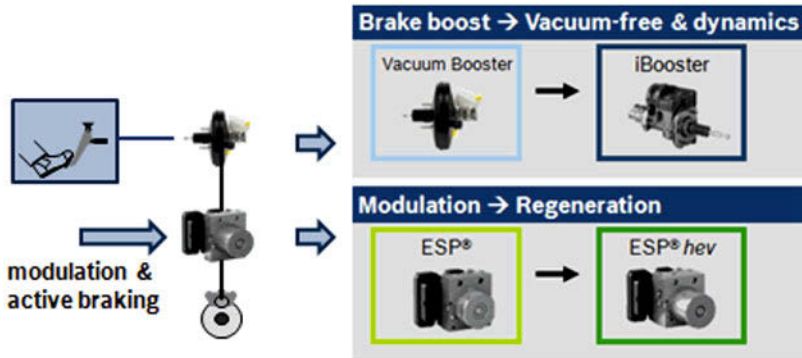 Brake boost → Vacuum-free & dynamics
Vacuum Booster
iBooster
Modulation → Regeneration
ESP®
ESP® hev
modulation &
active braking